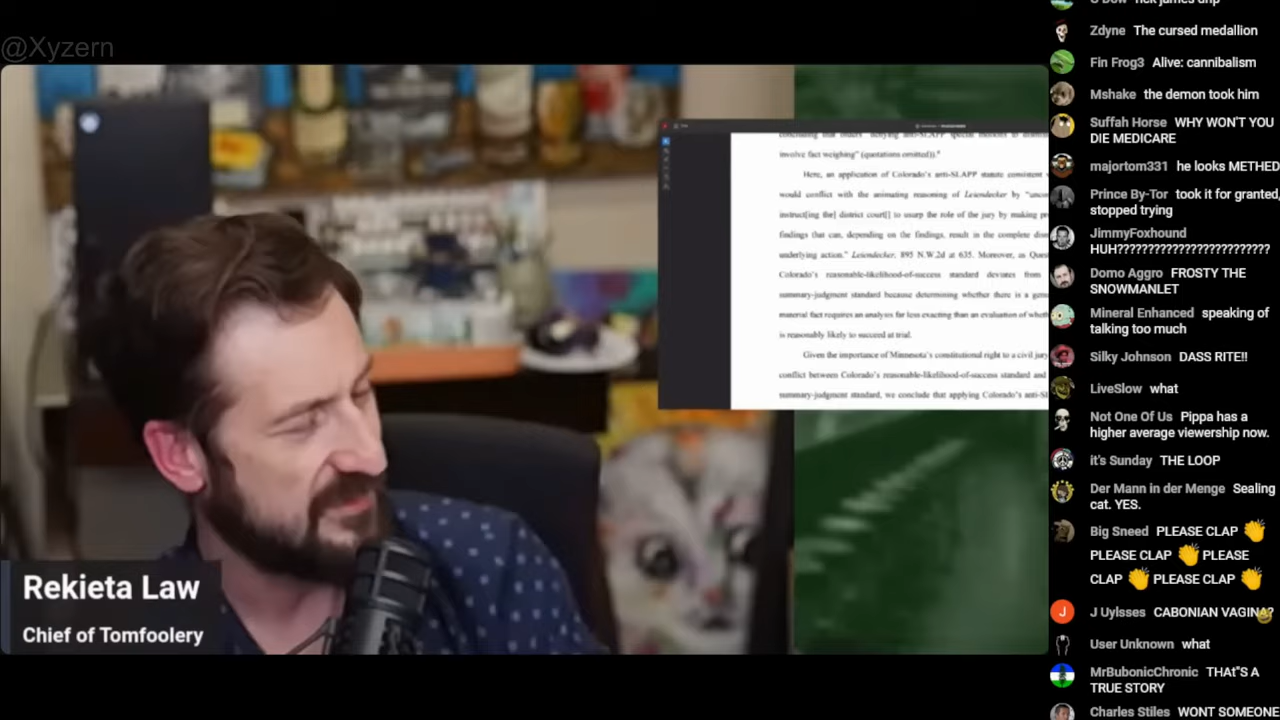 @Xyzern
involve fact weighing" (quotations omitted)).
Here, an application of Colorado's anti-SLAPP statute consistent
would conflict with the animating reasoning of Leiendecker by
instruct[ing the] district court[] to usurp the role of the jury by making
findings that can, depending on the findings, result in the complete
underlying action." Leiendecker, 895 N.W.2d at 635. Moreover, as
Colorado's reasonable-likelihood-of-success standard deviates from
summary-judgment standard because determining whether there is a
material fact requires an analysis far less exacting than an evaluation of
is reasonably likely to succeed at trial.
Given the importance of Minnesota's constitutional right to a civil jury
conflict between Colorado's reasonable-likelihood-of-success standard and
summary-judgment standard, we conclude that applying Colorado's
Rekieta Law
Chief of Tomfoolery
Zdyne The cursed medallion
Fin Frog3 Alive: cannibalism
Mshake the demon took him
Suffah Horse WHY WON'T YOU
DIE MEDICARE
majortom331 he looks METHED
Prince By-Tor took it for granted,
stopped trying
JimmyFoxhound
HUH???????????????????????
Domo Aggro FROSTY THE
SNOWMANLET
Mineral Enhanced speaking of
talking too much
Silky Johnson DASS RITE!!
LiveSlow what
Not One Of Us Pippa has a
higher average viewership now.
it's Sunday THE LOOP
Der Mann in der Menge Sealing
cat. YES.
Big Sneed PLEASE CLAP 👏
PLEASE CLAP 👏 PLEASE
CLAP 👏 PLEASE CLAP 👏
J Uylsses CABONIAN VAGINA?
User Unknown what
MrBubonicChronic THAT"S A
TRUE STORY
Charles Stiles WONT SOMEONE